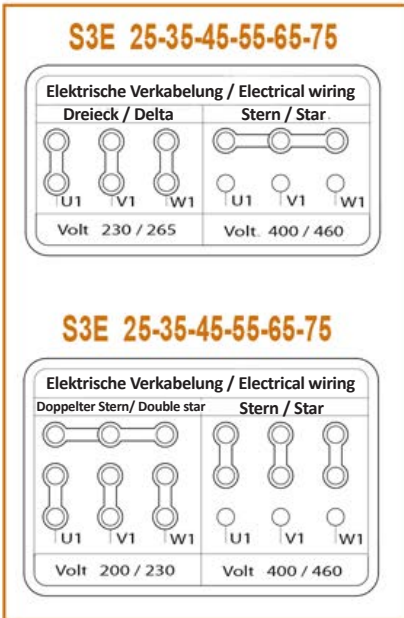 S3E 25-35-45-55-65-75
Elektrische Verkabelung / Electrical wiring
Dreieck / Delta Stern / Star
U1 V1 W1 U1 V1 W1
Volt 230 / 265 Volt. 400 / 460
S3E 25-35-45-55-65-75
Elektrische Verkabelung / Electrical wiring
Doppelter Stern/ Double star Stern / Star
U1 V1 W1 U1 V1 W1
Volt 200 / 230 Volt 400 / 460